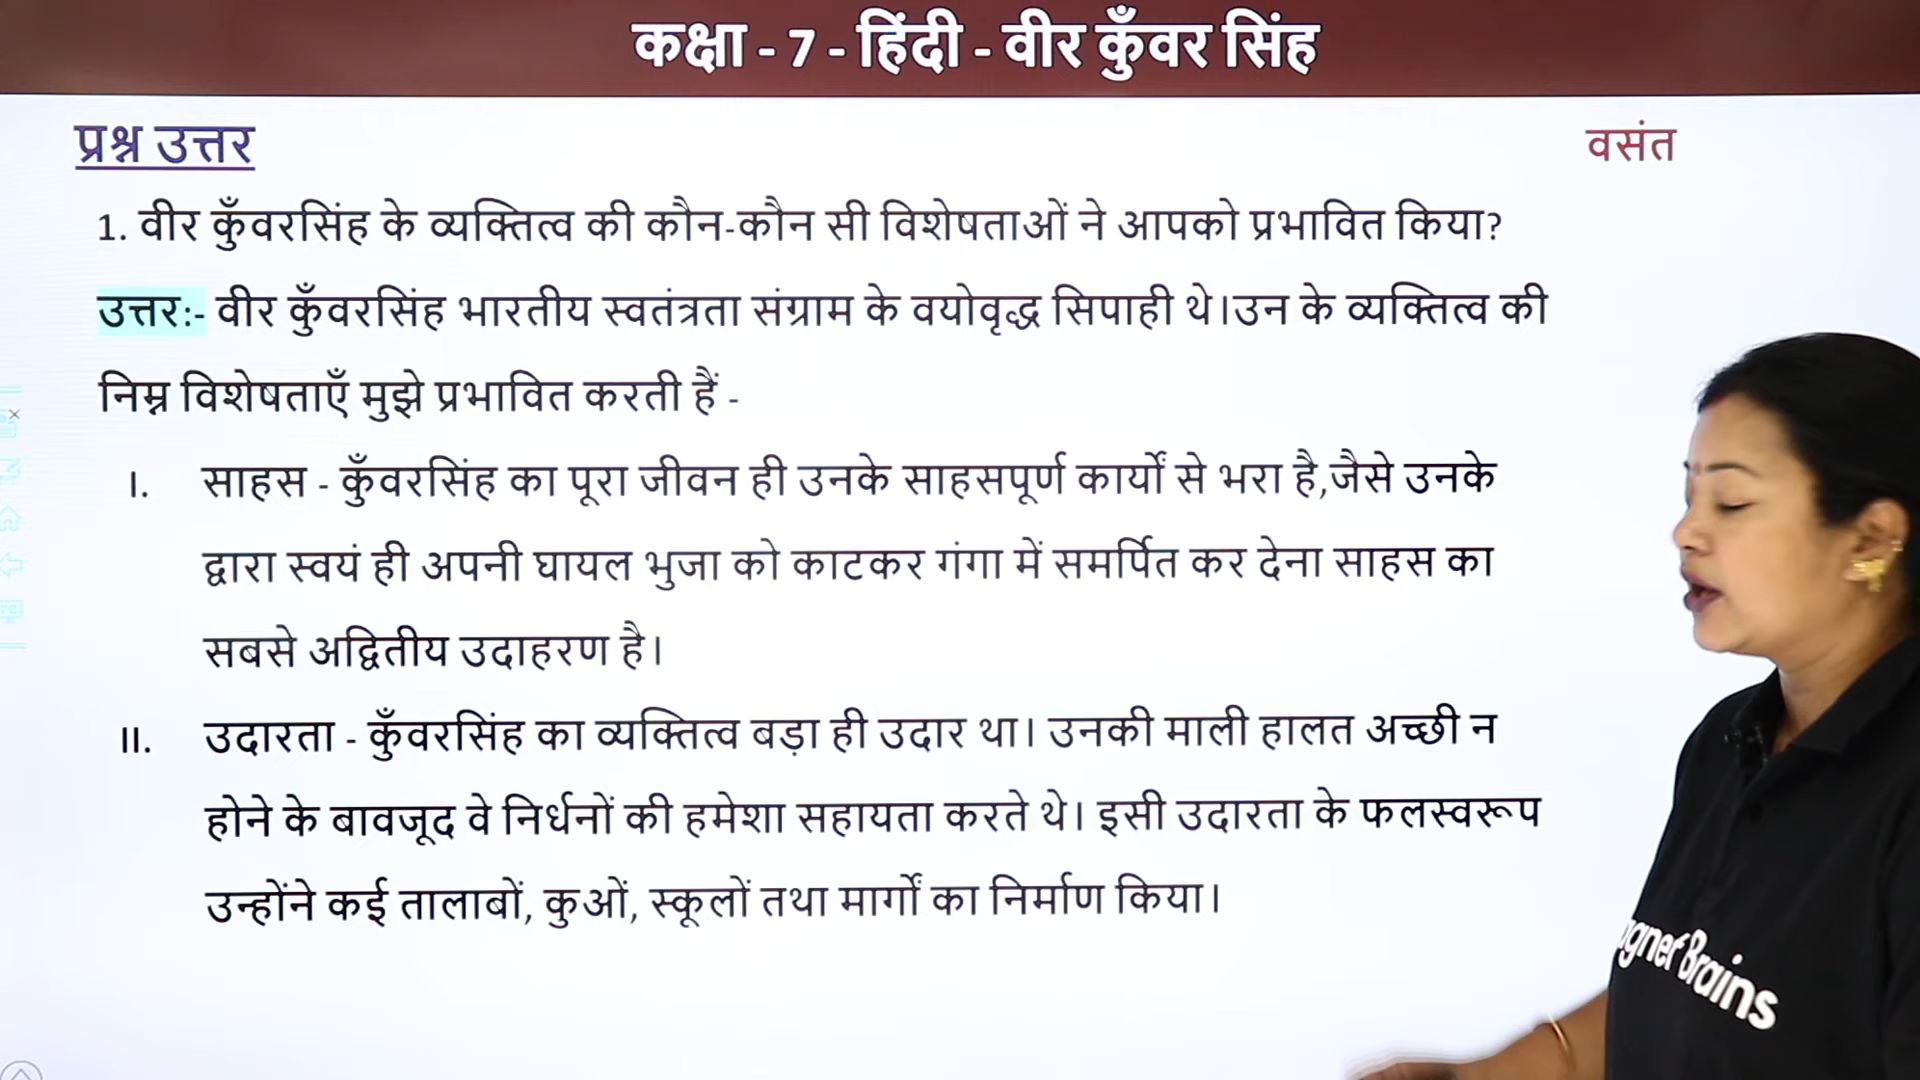 कक्षा - 7 - हिंदी - वीर कुँवर सिंह
प्रश्न उत्तर
वसंत
1. वीर कुँवरसिंह के व्यक्तित्व की कौन-कौन सी विशेषताओं ने आपको प्रभावित किया?
उत्तर:- वीर कुँवरसिंह भारतीय स्वतंत्रता संग्राम के वयोवृद्ध सिपाही थे।उन के व्यक्तित्व की
निम्न विशेषताएँ मुझे प्रभावित करती हैं -
I. साहस - कुँवरसिंह का पूरा जीवन ही उनके साहसपूर्ण कार्यों से भरा है,जैसे उनके
द्वारा स्वयं ही अपनी घायल भुजा को काटकर गंगा में समर्पित कर देना साहस का
सबसे अद्वितीय उदाहरण है।
II. उदारता - कुँवरसिंह का व्यक्तित्व बड़ा ही उदार था। उनकी माली हालत अच्छी न
होने के बावजूद वे निर्धनों की हमेशा सहायता करते थे। इसी उदारता के फलस्वरूप
उन्होंने कई तालाबों, कुओं, स्कूलों तथा मार्गों का निर्माण किया।
Brains